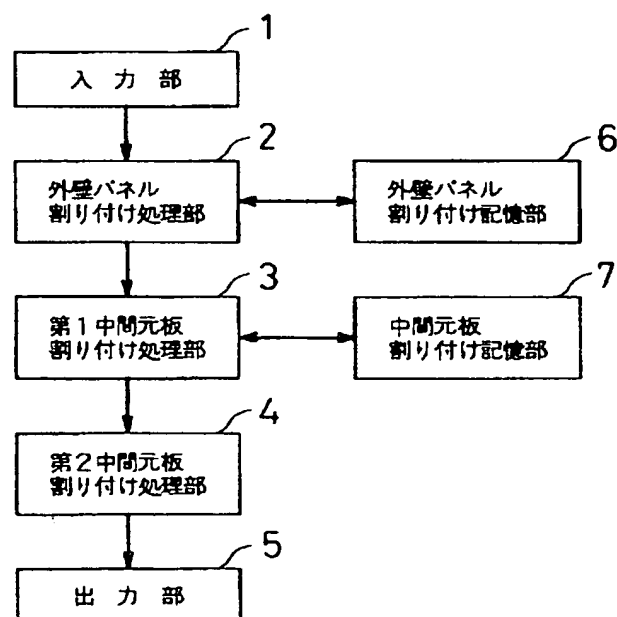 1
入力部
2
外壁パネル
割り付け処理部
6
外壁パネル
割り付け記憶部
3
第1中間元板
割り付け処理部
7
中間元板
割り付け記憶部
4
第2中間元板
割り付け処理部
5
出力部